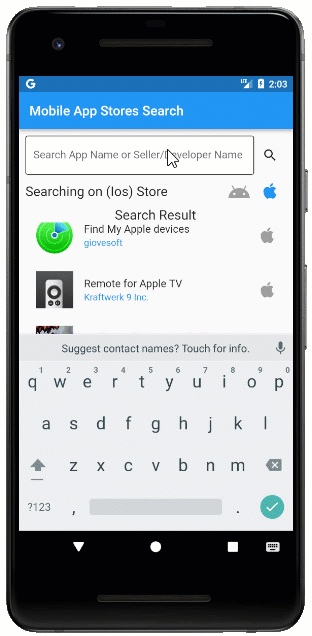 G LTE 2:03
Mobile App Stores Search
Search App Name or Seller/Developer Name
Searching on (Ios) Store
Search Result
Find My Apple devices
giovesoft
Remote for Apple TV
Kraftwerk 9 Inc.
Suggest contact names? Touch for info.
1 2 3 4 5 6 7 8 9 0
q w e r t y u i o p
a s d f g h j k l
z x c v b n m
?123 , .